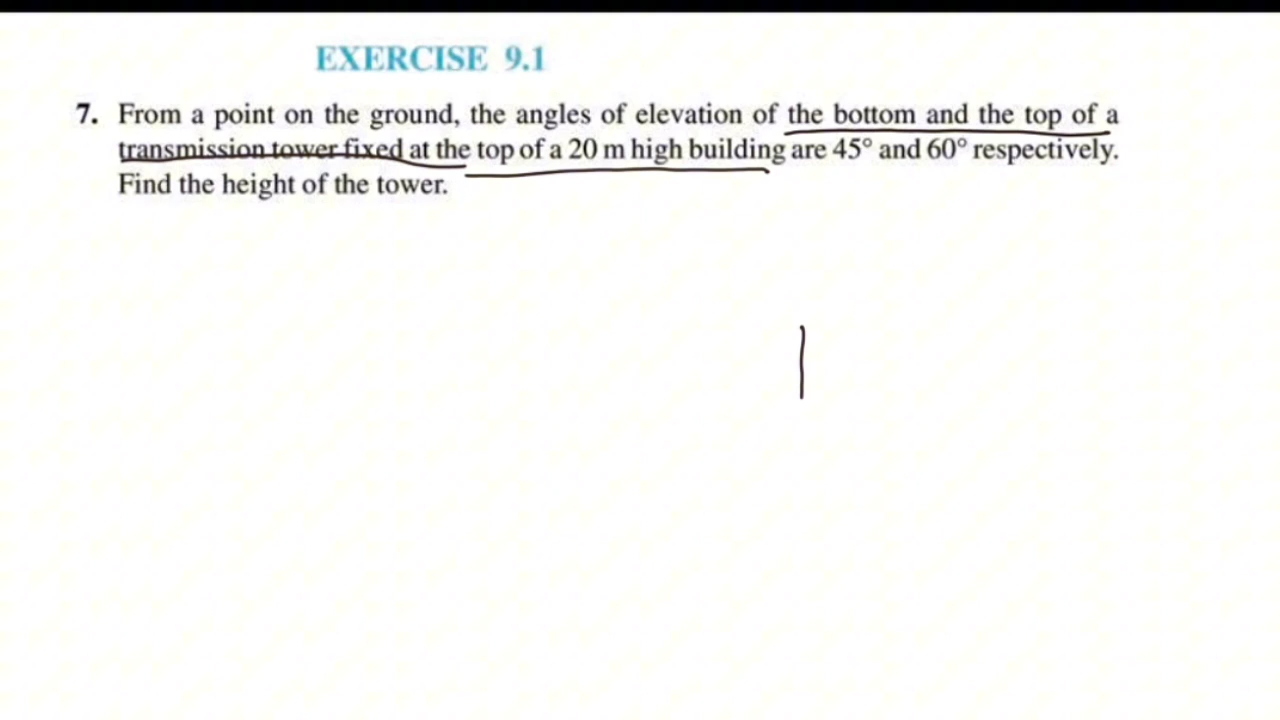 EXERCISE 9.1
7. From a point on the ground, the angles of elevation of the bottom and the top of a
transmission tower fixed at the top of a 20 m high building are 45° and 60° respectively.
Find the height of the tower.